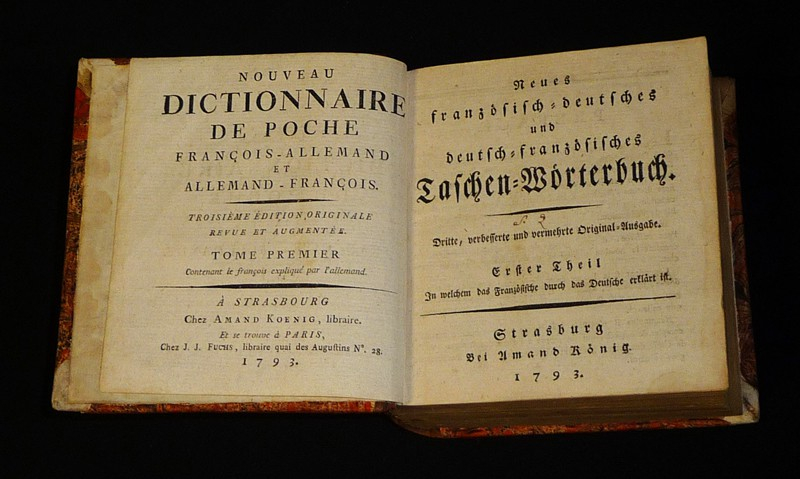 NOUVEAU
DICTIONNAIRE
DE POCHE
FRANÇOIS-ALLEMAND
ET
ALLEMAND-FRANÇOIS.
TROISIÉME ÉDITION, ORIGINALE
REVUE ET AUGMENTÉE.
TOME PREMIER
Contenant le françois expliqué par l'allemand.
À STRASBOURG
Chez AMAND KOENIG, libraire.
Et se trouve à PARIS,
Chez J. J. FUCHS, libraire quai des Auguſtins Nº. 28.
1793.
Neues
franzöſiſch-deutſches
und
deutſch-franzöſiſches
Taſchen-Wörterbuch.
Dritte, verbeſſerte und vermehrte Original-Ausgabe.
Erſter Theil
In welchem das Franzöſiſche durch das Deutſche erklärt iſt.
Strasburg
Bei Amand König
1793.